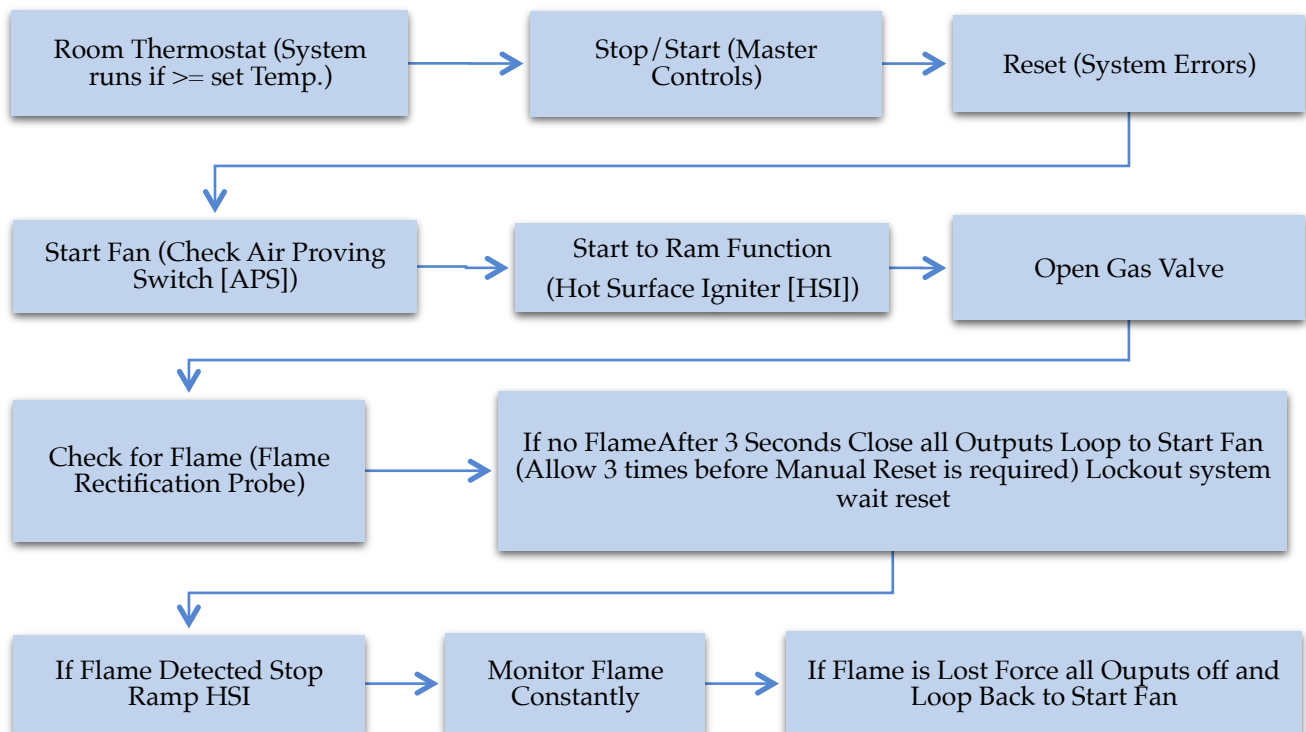 Room Thermostat (System
runs if >= set Temp.)
Stop/Start (Master
Controls)
Reset (System Errors)
Start Fan (Check Air Proving
Switch [APS])
Start to Ram Function
(Hot Surface Igniter [HSI])
Open Gas Valve
Check for Flame (Flame
Rectification Probe)
If no FlameAfter 3 Seconds Close all Outputs Loop to Start Fan
(Allow 3 times before Manual Reset is required) Lockout system
wait reset
If Flame Detected Stop
Ramp HSI
Monitor Flame
Constantly
If Flame is Lost Force all Ouputs off and
Loop Back to Start Fan